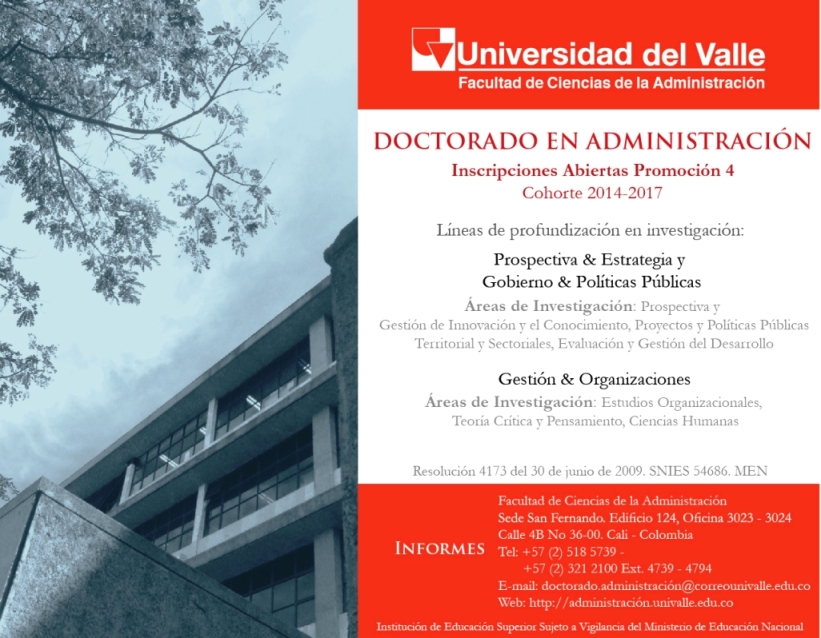 Universidad del Valle
Facultad de Ciencias de la Administración
DOCTORADO EN ADMINISTRACIÓN
Inscripciones Abiertas Promoción 4
Cohorte 2014-2017
Líneas de profundización en investigación:
Prospectiva & Estrategia y
Gobierno & Políticas Públicas
Áreas de Investigación: Prospectiva y
Gestión de Innovación y el Conocimiento, Proyectos y Políticas Públicas
Territorial y Sectoriales, Evaluación y Gestión del Desarrollo
Gestión & Organizaciones
Áreas de Investigación: Estudios Organizacionales,
Teoría Crítica y Pensamiento, Ciencias Humanas
Resolución 4173 del 30 de junio de 2009. SNIES 54686. MEN
INFORMES
Facultad de Ciencias de la Administración
Sede San Fernando. Edificio 124, Oficina 3023 - 3024
Calle 4B No 36-00. Cali - Colombia
Tel: +57 (2) 518 5739 -
+57 (2) 321 2100 Ext. 4739 - 4794
E-mail: doctorado.administración@correounivalle.edu.co
Web: http://administración.univalle.edu.co
Institución de Educación Superior Sujeto a Vigilancia del Ministerio de Educación Nacional